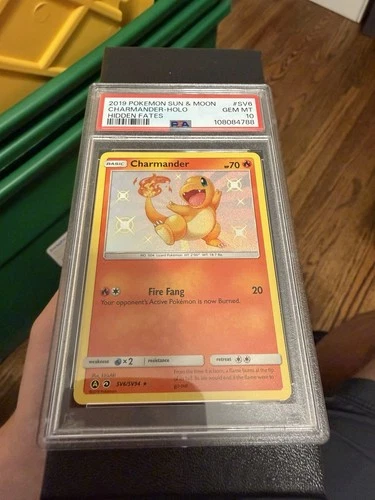 2019 POKEMON SUN & MOON #SV6
CHARMANDER-HOLO GEM MT
HIDDEN FATES 10
PSA 108084788
BASIC Charmander HP 70
Fire Fang 20
Your opponent's Active Pokémon is now Burned.
weakness ×2 resistance retreat
SV6/SV94